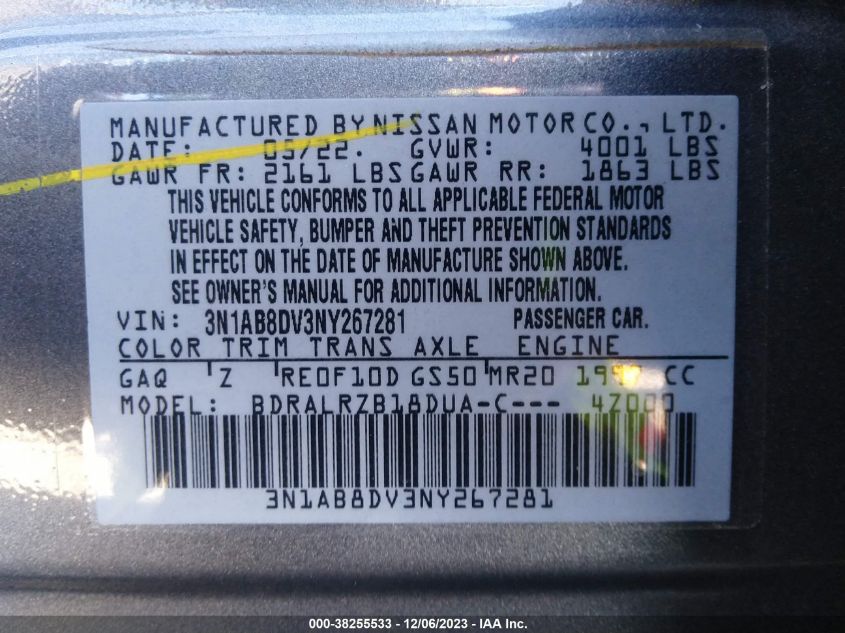 MANUFACTURED BY NISSAN MOTOR CO., LTD.
DATE: 05/22. GVWR: 4001 LBS
GAWR FR: 2161 LBS GAWR RR: 1863 LBS
THIS VEHICLE CONFORMS TO ALL APPLICABLE FEDERAL MOTOR
VEHICLE SAFETY, BUMPER AND THEFT PREVENTION STANDARDS
IN EFFECT ON THE DATE OF MANUFACTURE SHOWN ABOVE.
SEE OWNER'S MANUAL FOR ADDITIONAL INFORMATION.
VIN: 3N1AB8DV3NY267281 PASSENGER CAR.
COLOR TRIM TRANS AXLE ENGINE
GAQ Z RE0F10D GS50 MR20 CC
MODEL: BDRALRZB18DUA-C---
3N1AB8DV3NY267281
000-38255533 - 12/06/2023 - IAA Inc.